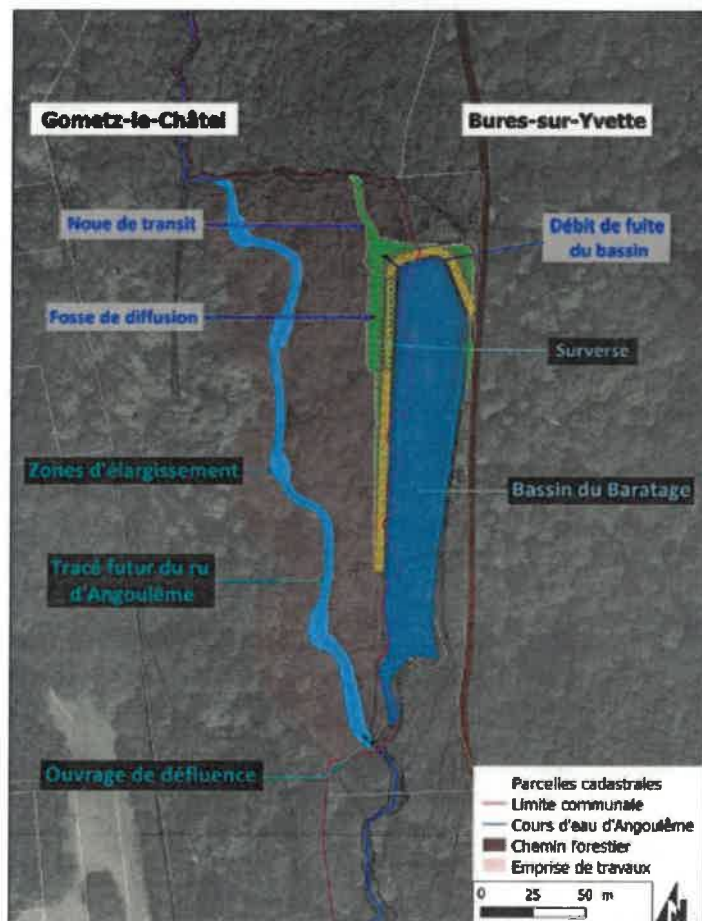 Gometz-le-Châtel
Bures-sur-Yvette
Noue de transit
Débit de fuite
du bassin
Fosse de diffusion
Surverse
Zones d'élargissement
Bassin du Baratage
Tracé futur du ru
d'Angoulême
Ouvrage de défluence
Parcelles cadastrales
Limite communale
Cours d'eau d'Angoulême
Chemin forestier
Emprise de travaux
0 25 50 m
N